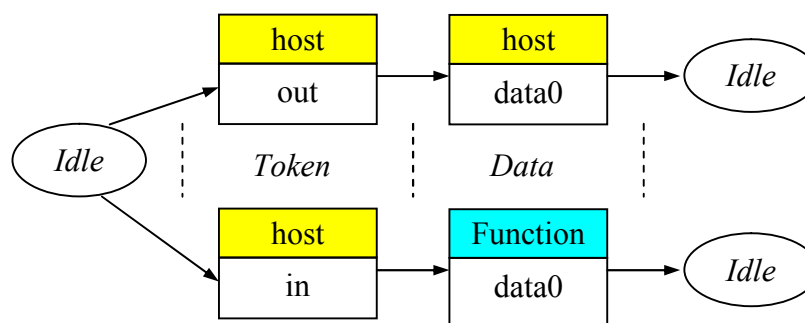 host
host
out
data0
Idle
Idle
Token
Data
host
Function
in
data0
Idle